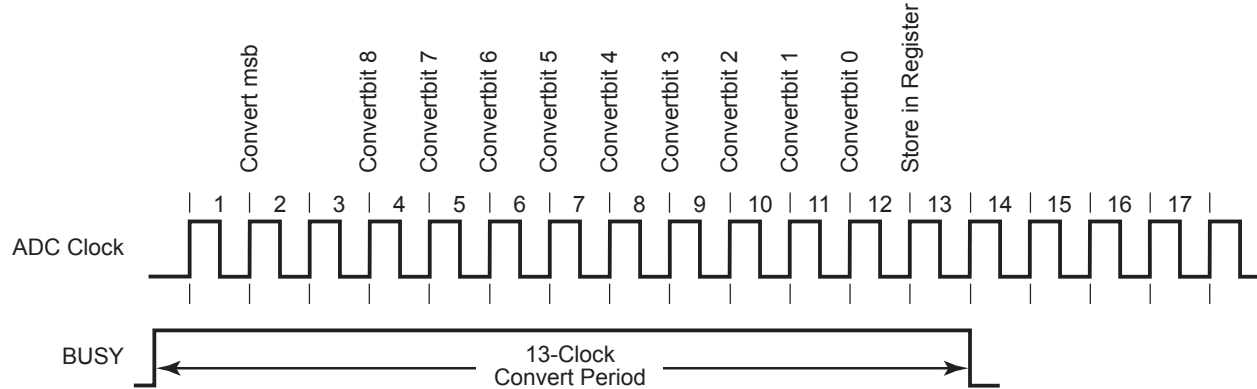 Convert msb
Convertbit 8
Convertbit 7
Convertbit 6
Convertbit 5
Convertbit 4
Convertbit 3
Convertbit 2
Convertbit 1
Convertbit 0
Store in Register
1 2 3 4 5 6 7 8 9 10 11 12 13 14 15 16 17
ADC Clock
BUSY
13-Clock
Convert Period